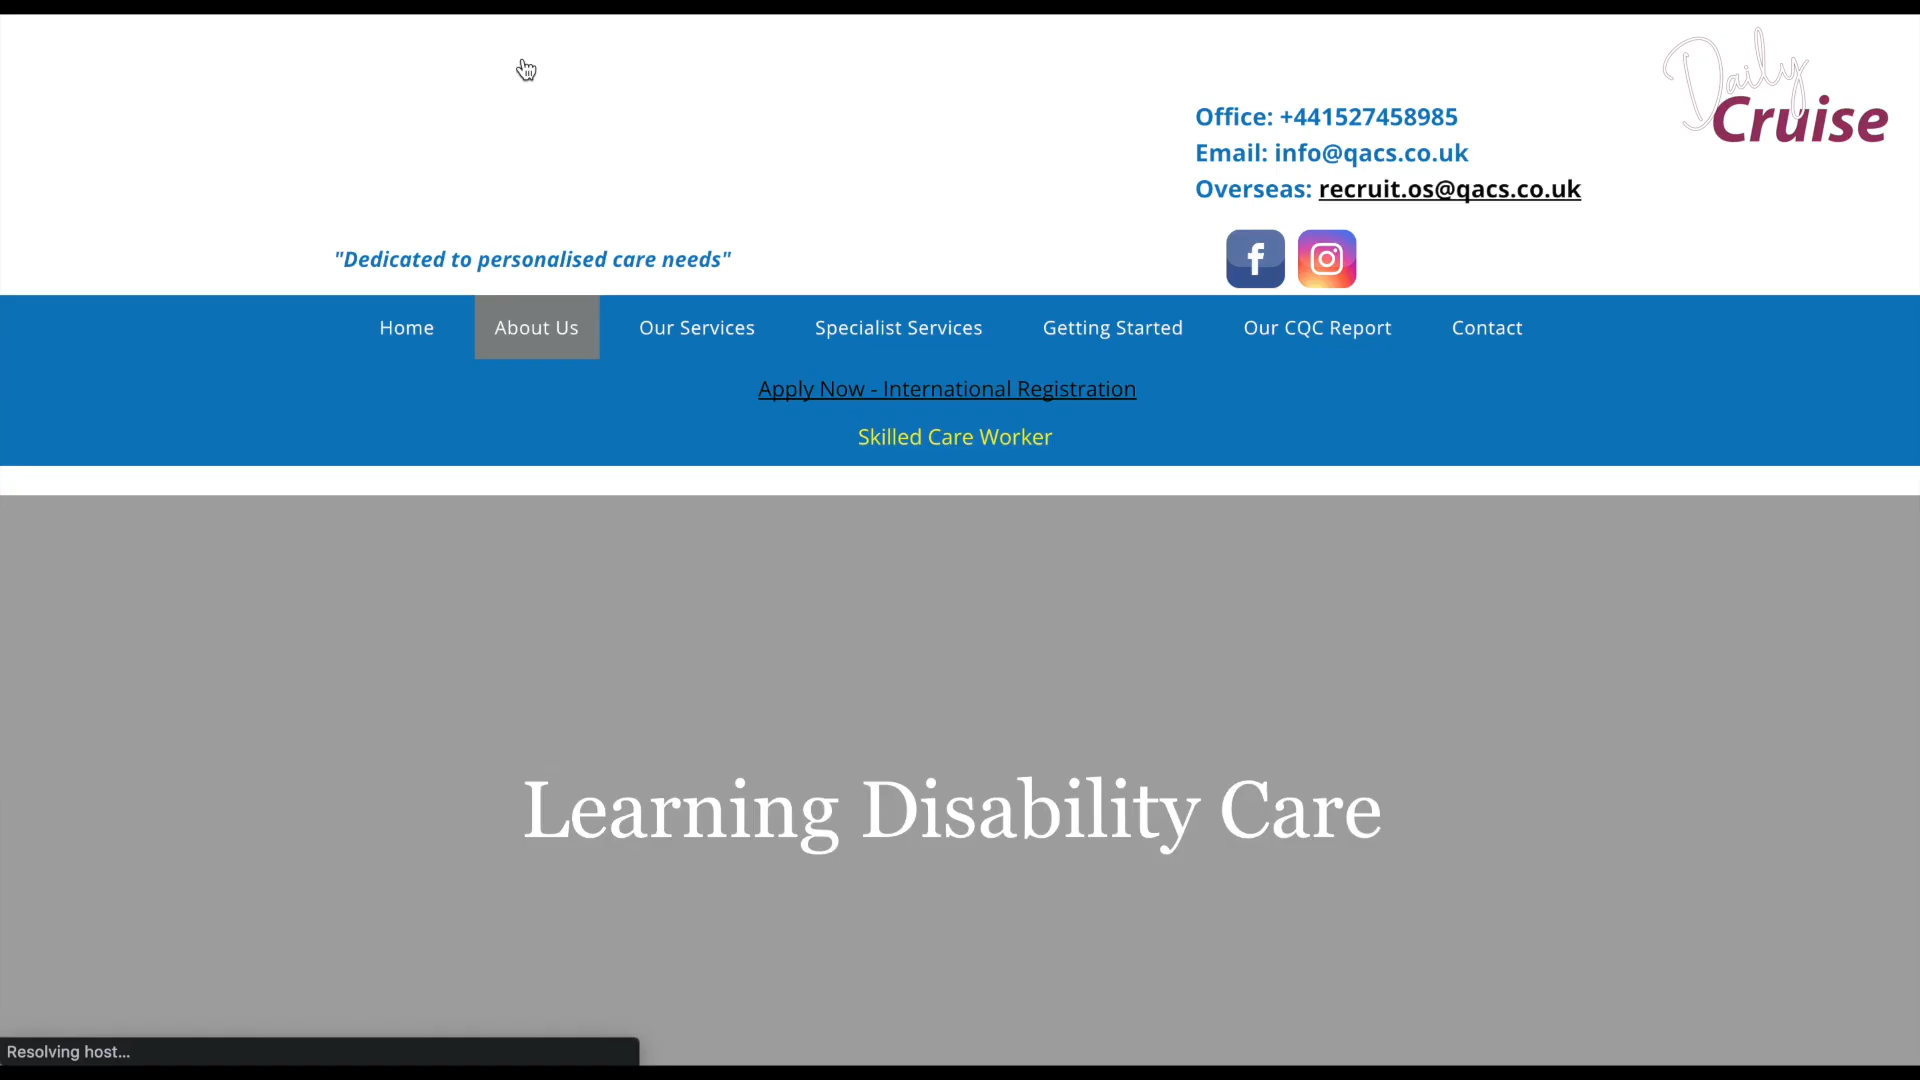 Daily
Cruise
Office: +441527458985
Email: info@qacs.co.uk
Overseas: recruit.os@qacs.co.uk
"Dedicated to personalised care needs"
Home About Us Our Services Specialist Services Getting Started Our CQC Report Contact
Apply Now - International Registration
Skilled Care Worker
Learning Disability Care
Resolving host...